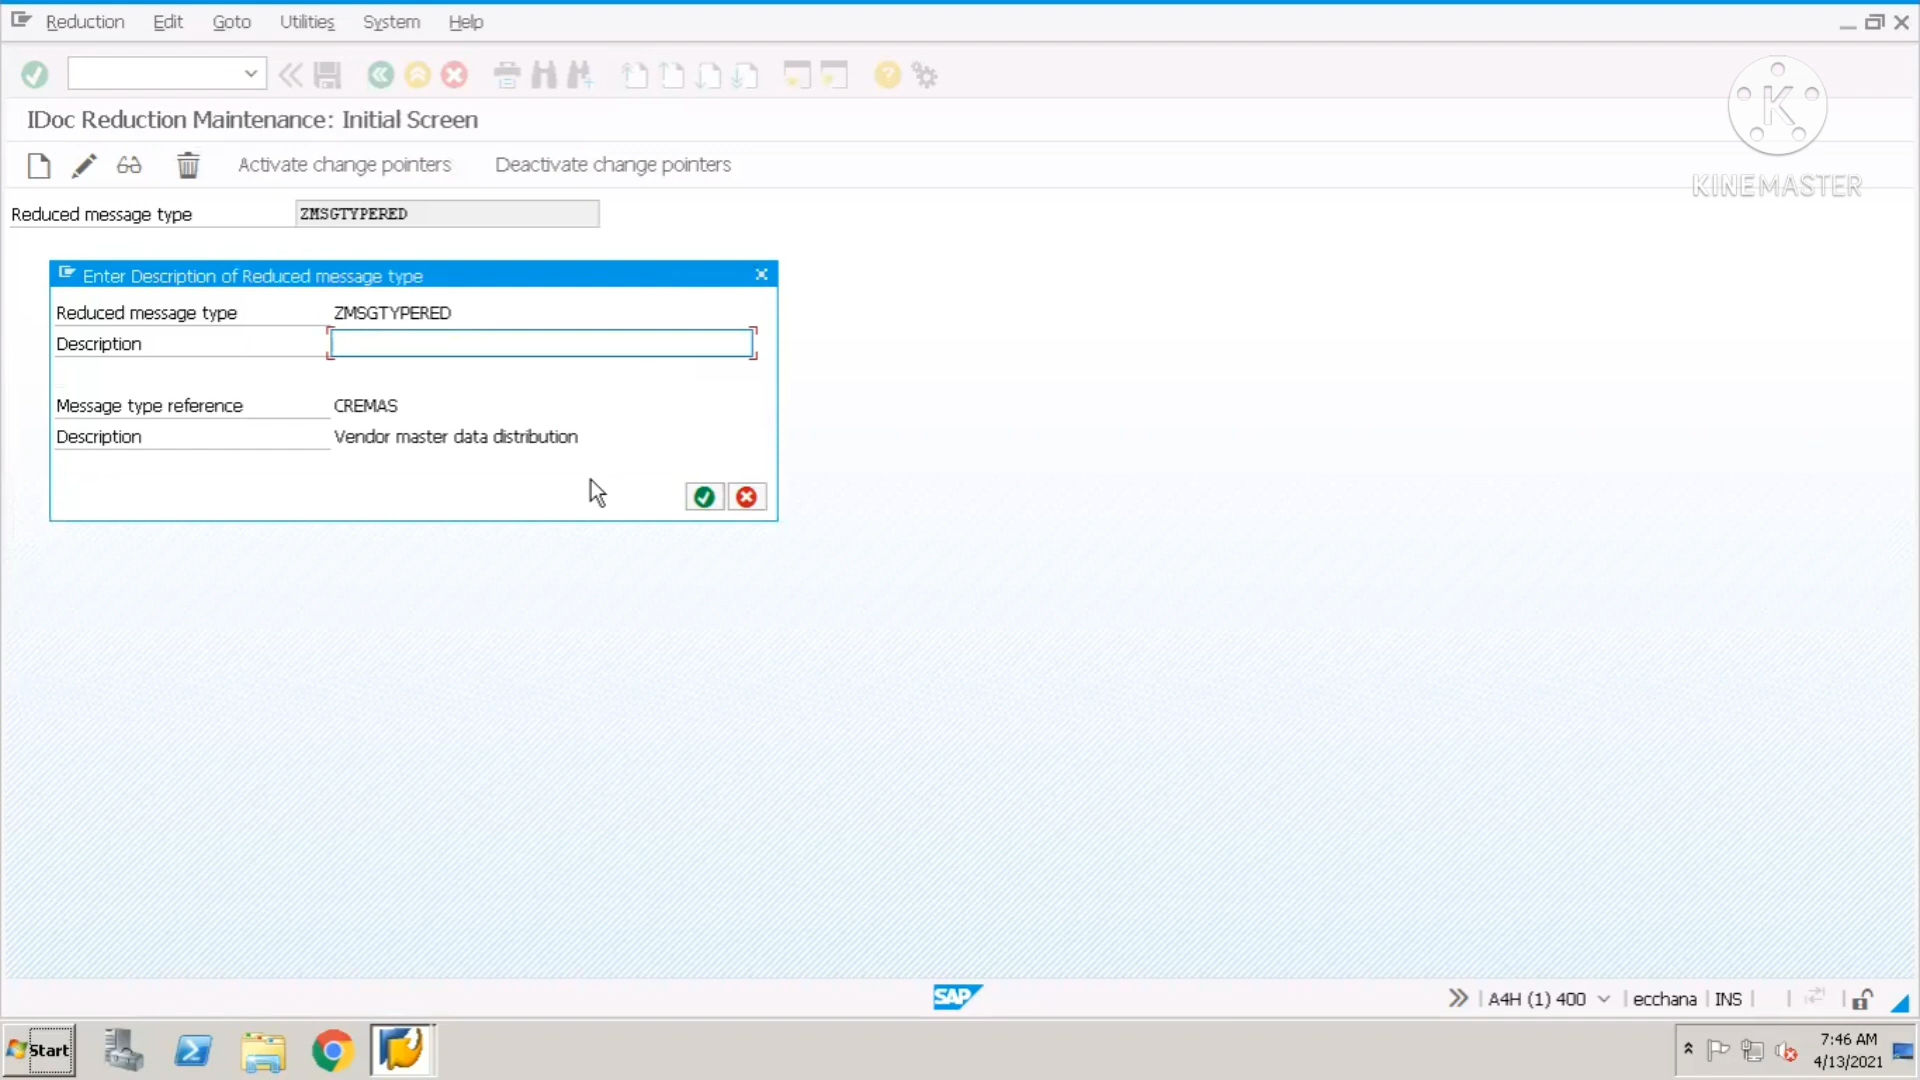 Reduction Edit Goto Utilities System Help
IDoc Reduction Maintenance: Initial Screen
Activate change pointers Deactivate change pointers
KINEMASTER
Reduced message type ZMSGTYPERED
Enter Description of Reduced message type
Reduced message type ZMSGTYPERED
Description
Message type reference CREMAS
Description Vendor master data distribution
SAP A4H (1) 400 ecchana INS
Start 7:46 AM
4/13/2021